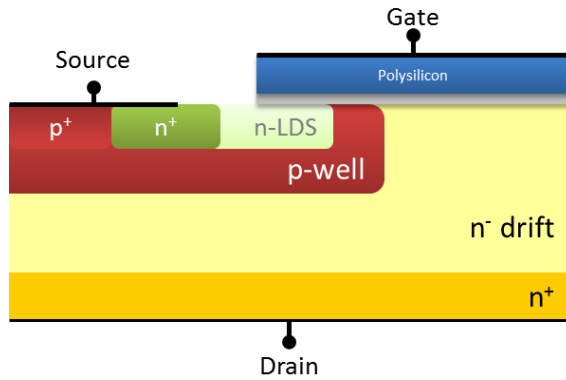 Gate
Source
Polysilicon
p⁺
n⁺
n-LDS
p-well
n⁻ drift
n⁺
Drain